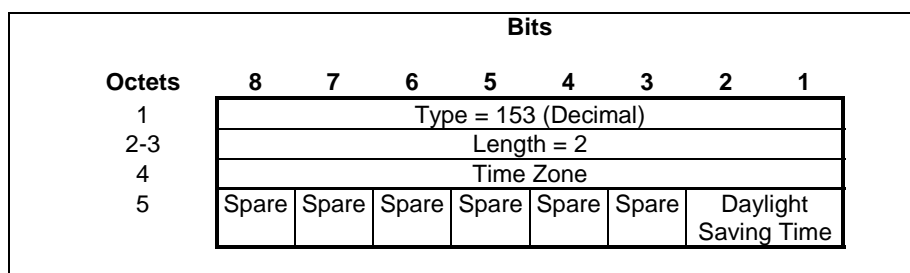 Bits
Octets 8 7 6 5 4 3 2 1
1 Type = 153 (Decimal)
2-3 Length = 2
4 Time Zone
5 Spare Spare Spare Spare Spare Spare Daylight
Saving Time